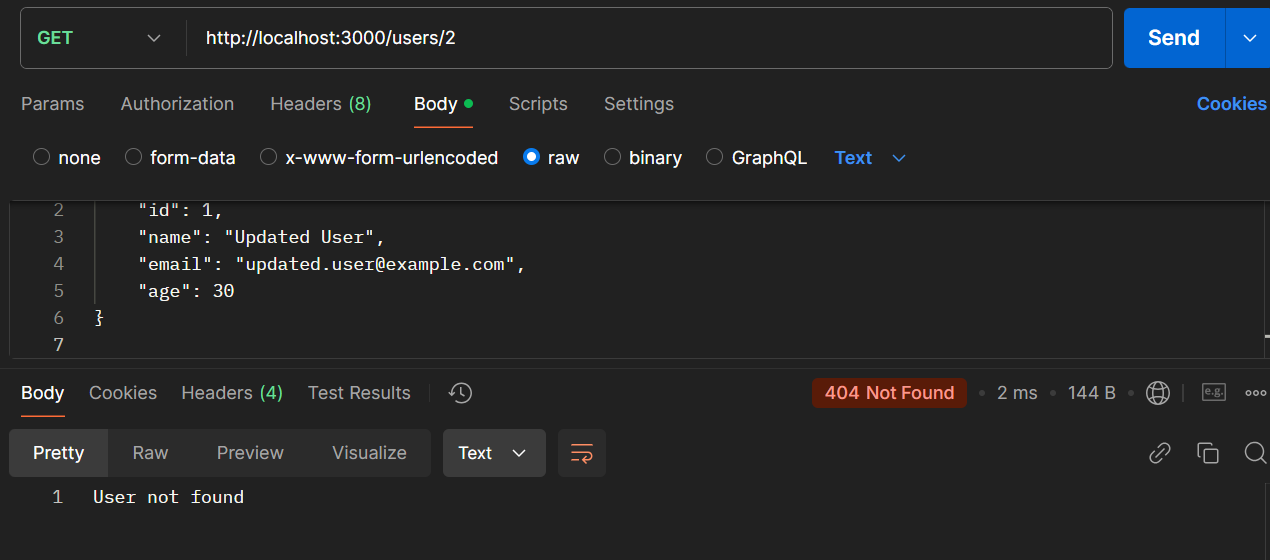 GET http://localhost:3000/users/2 Send
Params Authorization Headers (8) Body Scripts Settings Cookies
none form-data x-www-form-urlencoded raw binary GraphQL Text
2 "id": 1,
3 "name": "Updated User",
4 "email": "updated.user@example.com",
5 "age": 30
6 }
7
Body Cookies Headers (4) Test Results 404 Not Found • 2 ms • 144 B • e.g.
Pretty Raw Preview Visualize Text
1 User not found